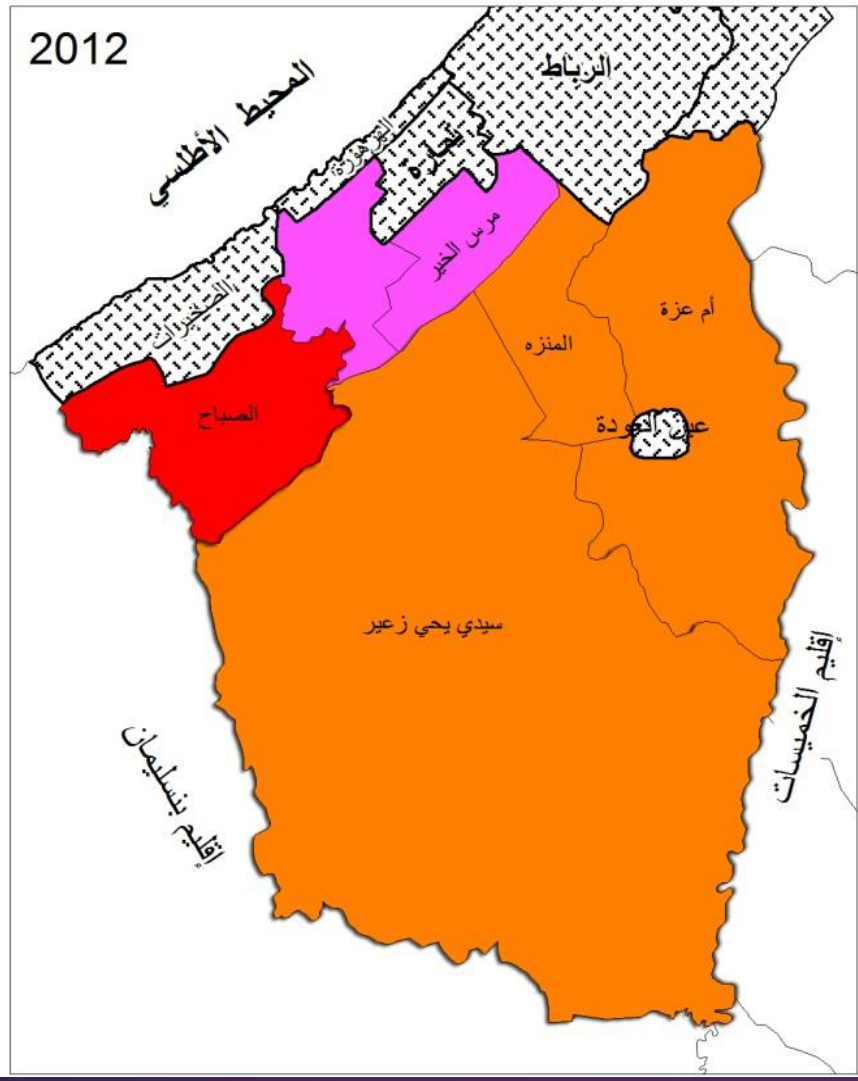 2012
المحيط الأطلسي
الرباط
الهرهورة
تمارة
مرس الخير
الصخيرات
أم عزة
المنزه
الصباح
عين العودة
سيدي يحي زعير
إقليم الخميسات
إقليم بنسليمان